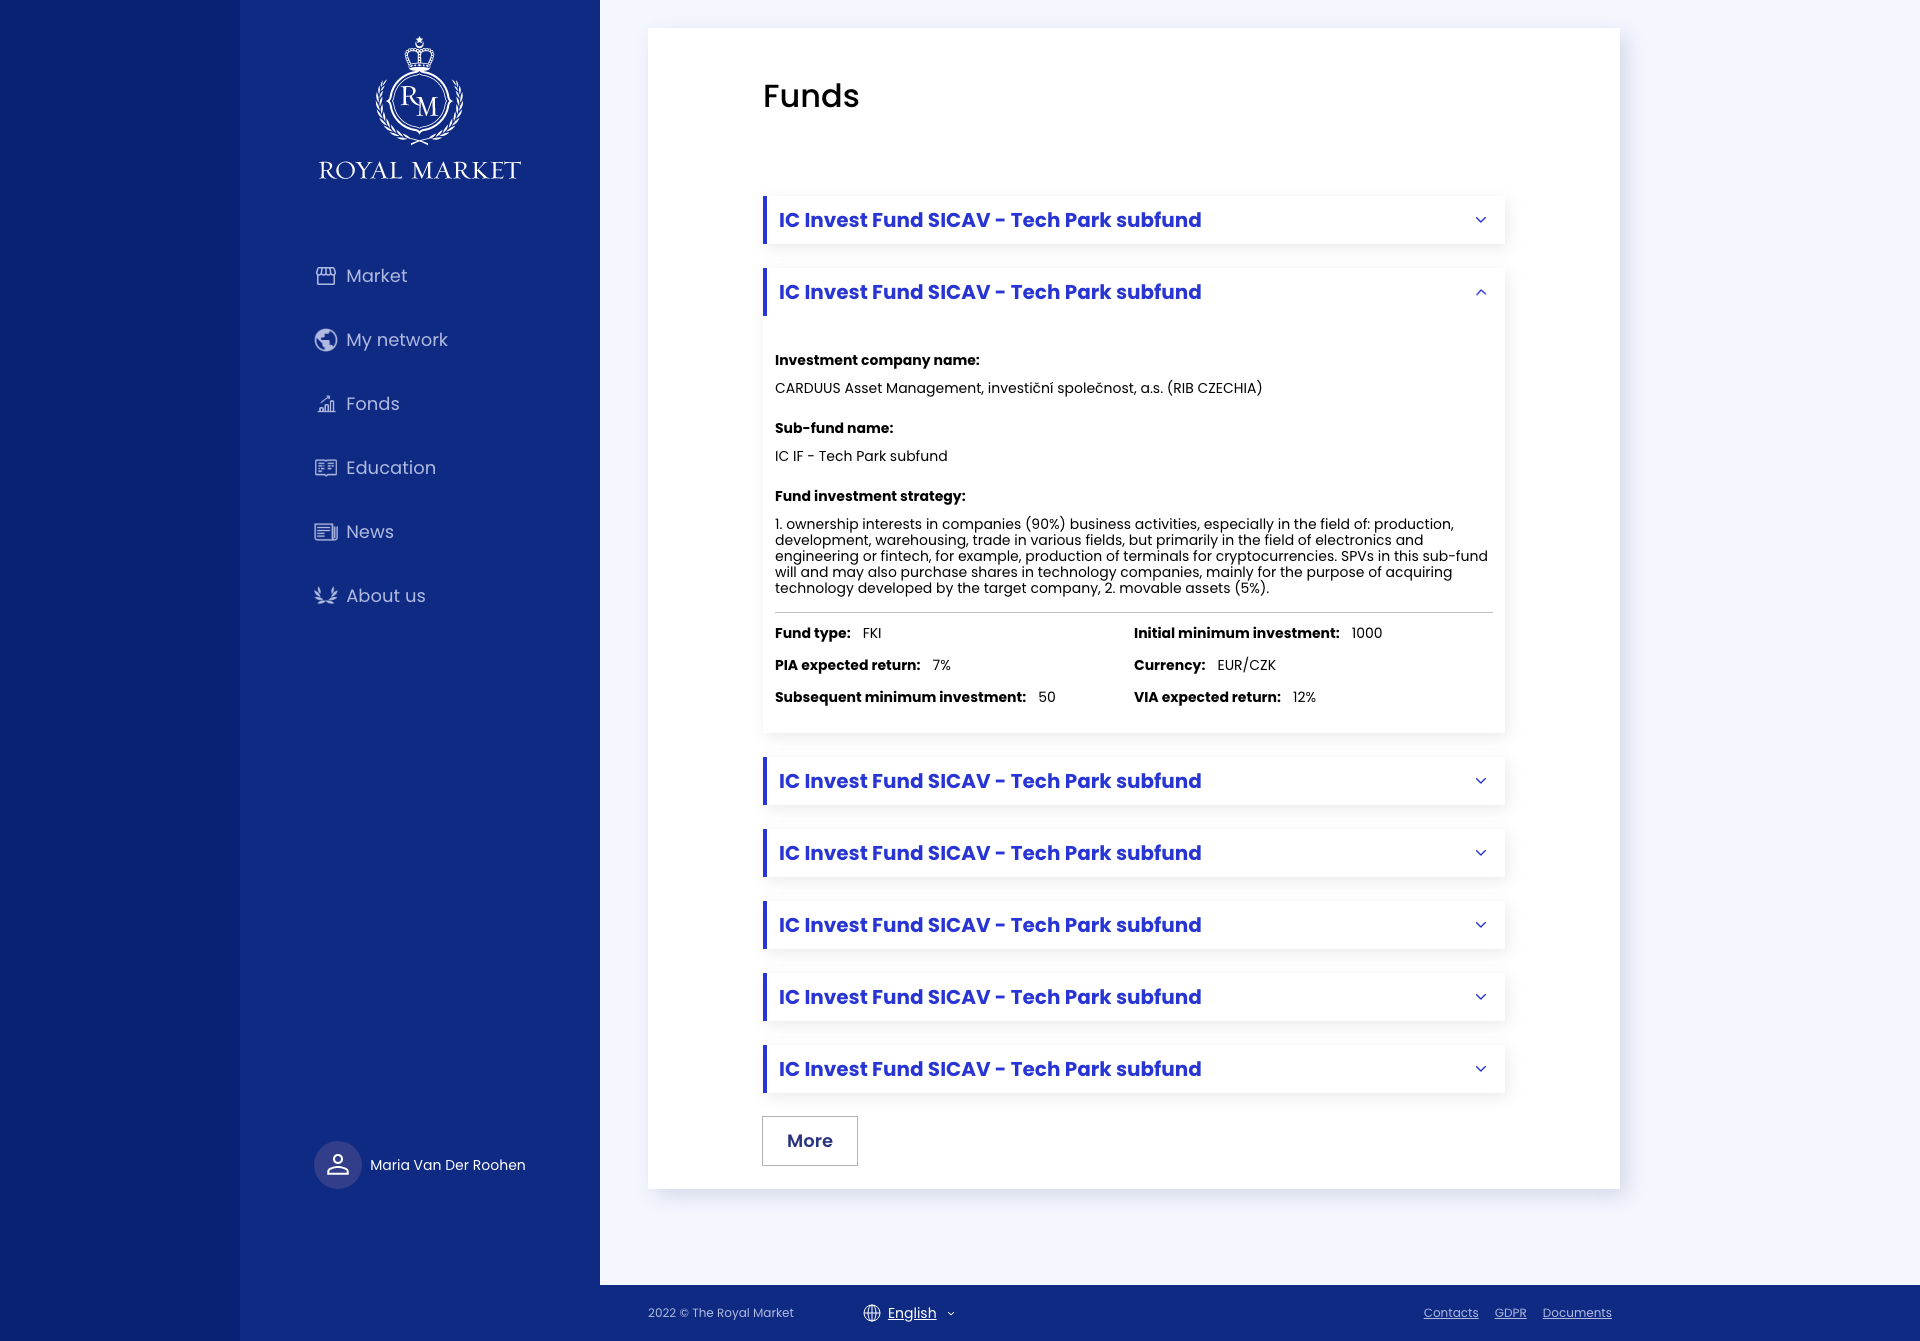 RM
ROYAL MARKET
Market
My network
Fonds
Education
News
About us
Maria Van Der Roohen
Funds
IC Invest Fund SICAV - Tech Park subfund
IC Invest Fund SICAV - Tech Park subfund
Investment company name:
CARDUUS Asset Management, investiční společnost, a.s. (RIB CZECHIA)
Sub-fund name:
IC IF - Tech Park subfund
Fund investment strategy:
1. ownership interests in companies (90%) business activities, especially in the field of: production,
development, warehousing, trade in various fields, but primarily in the field of electronics and
engineering or fintech, for example, production of terminals for cryptocurrencies. SPVs in this sub-fund
will and may also purchase shares in technology companies, mainly for the purpose of acquiring
technology developed by the target company, 2. movable assets (5%).
Fund type: FKI Initial minimum investment: 1000
PIA expected return: 7% Currency: EUR/CZK
Subsequent minimum investment: 50 VIA expected return: 12%
IC Invest Fund SICAV - Tech Park subfund
IC Invest Fund SICAV - Tech Park subfund
IC Invest Fund SICAV - Tech Park subfund
IC Invest Fund SICAV - Tech Park subfund
IC Invest Fund SICAV - Tech Park subfund
More
2022 © The Royal Market English Contacts GDPR Documents